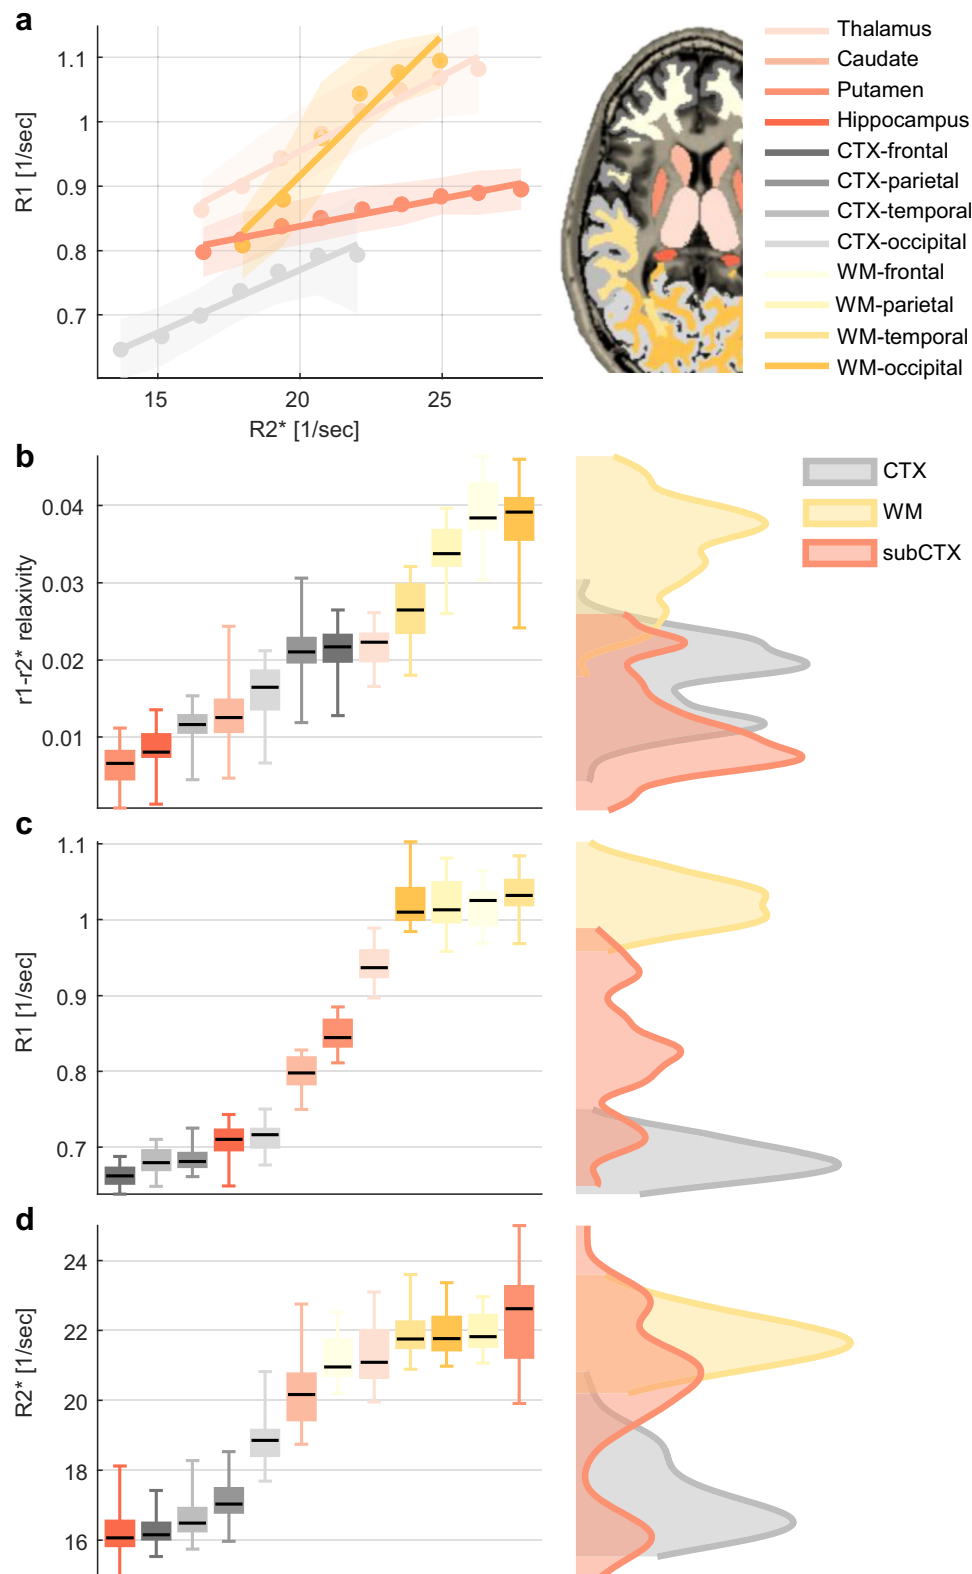 a
1.1
1
0.9
0.8
0.7
R1 [1/sec]
15
20
25
R2* [1/sec]
Thalamus
Caudate
Putamen
Hippocampus
CTX-frontal
CTX-parietal
CTX-temporal
CTX-occipital
WM-frontal
WM-parietal
WM-temporal
WM-occipital
b
0.04
0.03
0.02
0.01
r1-r2* relaxivity
CTX
WM
subCTX
c
1.1
1
0.9
0.8
0.7
R1 [1/sec]
d
24
22
20
18
16
R2* [1/sec]